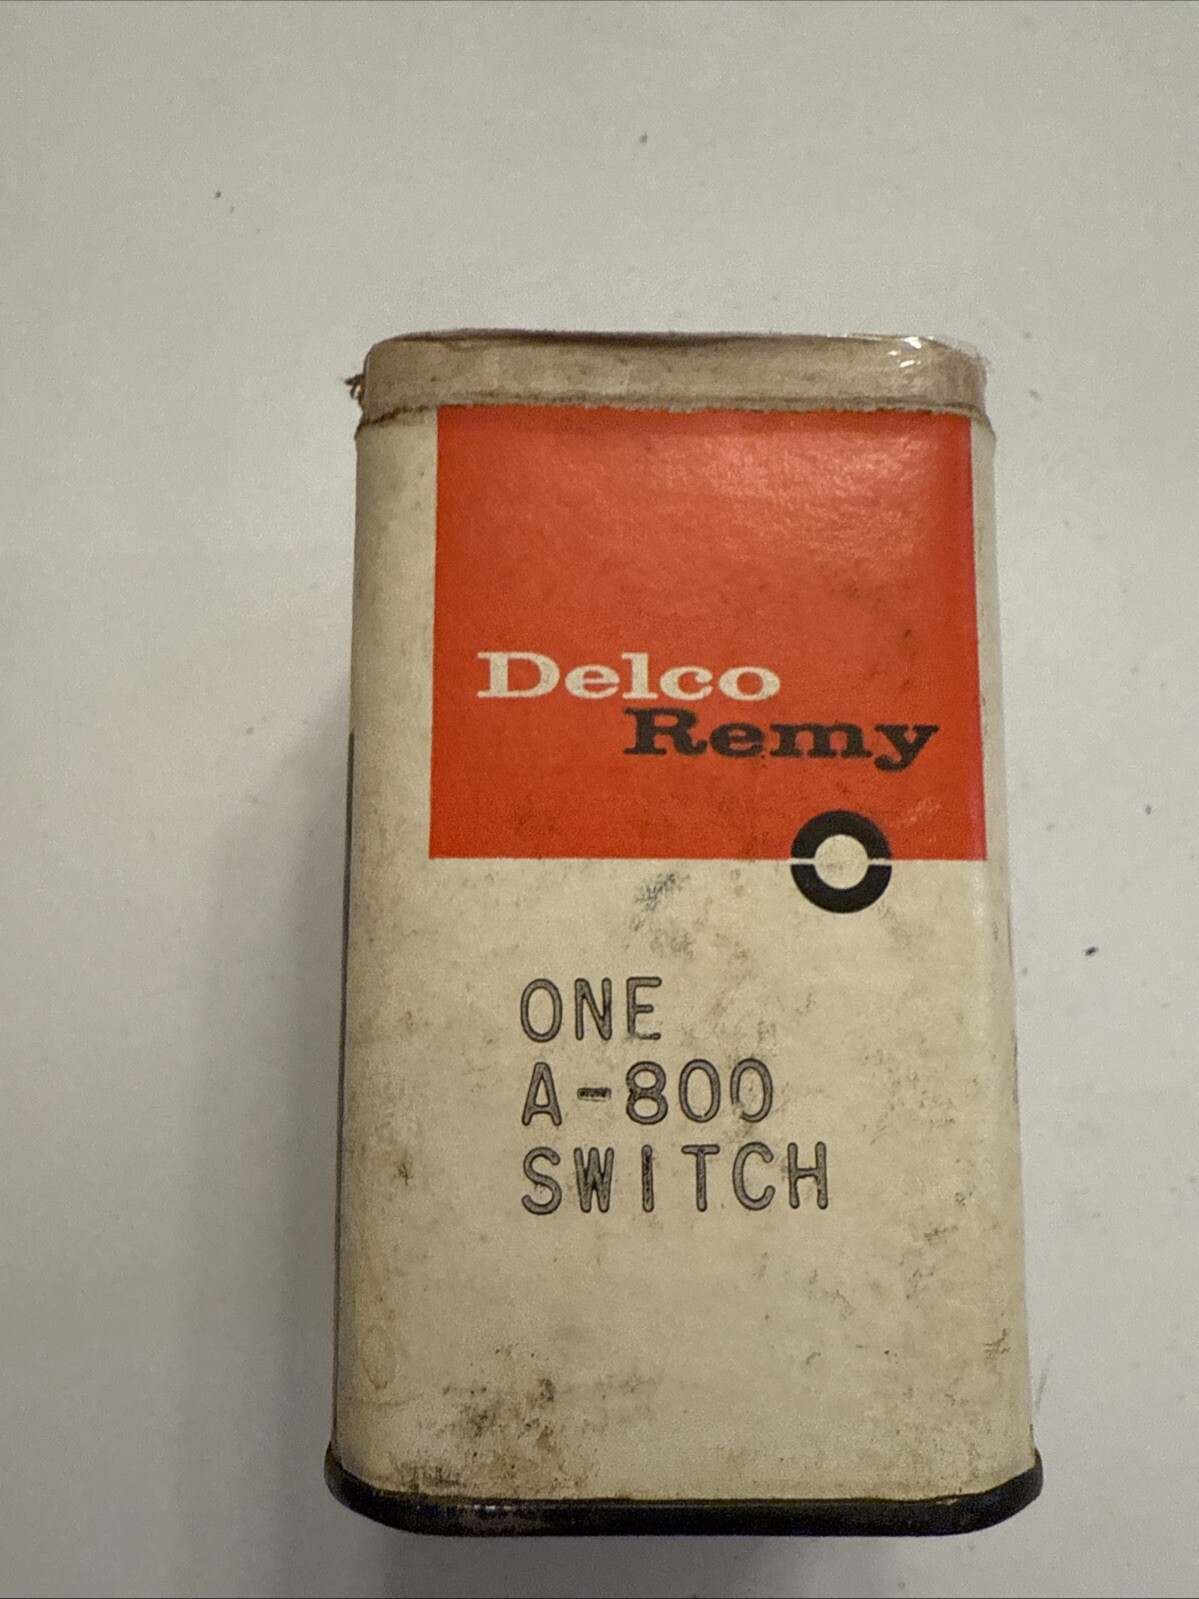 Delco
Remy
ONE
A-800
SWITCH